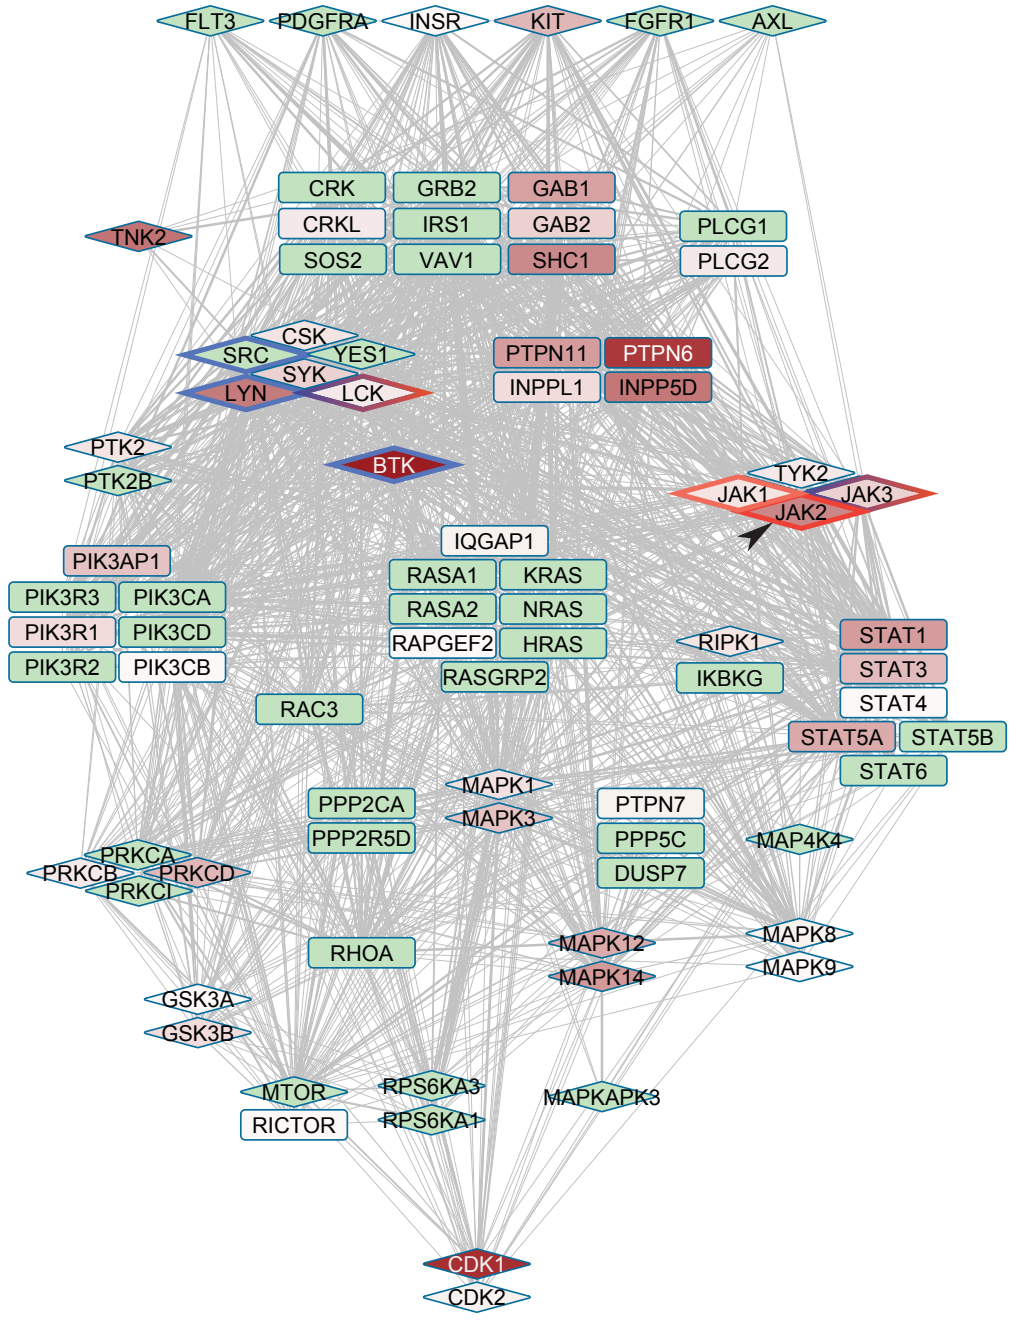 FLT3 PDGFRA INSR KIT FGFR1 AXL
CRK GRB2 GAB1
CRKL IRS1 GAB2
SOS2 VAV1 SHC1
PLCG1
PLCG2
TNK2
CSK
SRC YES1
SYK
LYN LCK
PTPN11 PTPN6
INPPL1 INPP5D
PTK2
PTK2B
BTK
TYK2
JAK1 JAK3
JAK2
PIK3AP1
PIK3R3 PIK3CA
PIK3R1 PIK3CD
PIK3R2 PIK3CB
IQGAP1
RASA1 KRAS
RASA2 NRAS
RAPGEF2 HRAS
RASGRP2
RIPK1
IKBKG
STAT1
STAT3
STAT4
STAT5A STAT5B
STAT6
RAC3
MAPK1
MAPK3
PPP2CA
PPP2R5D
PTPN7
PPP5C
DUSP7
MAP4K4
PRKCA
PRKCB PRKCD
PRKCI
RHOA
MAPK12
MAPK14
MAPK8
MAPK9
GSK3A
GSK3B
MTOR
RICTOR
RPS6KA3
RPS6KA1
MAPKAPK3
CDK1
CDK2